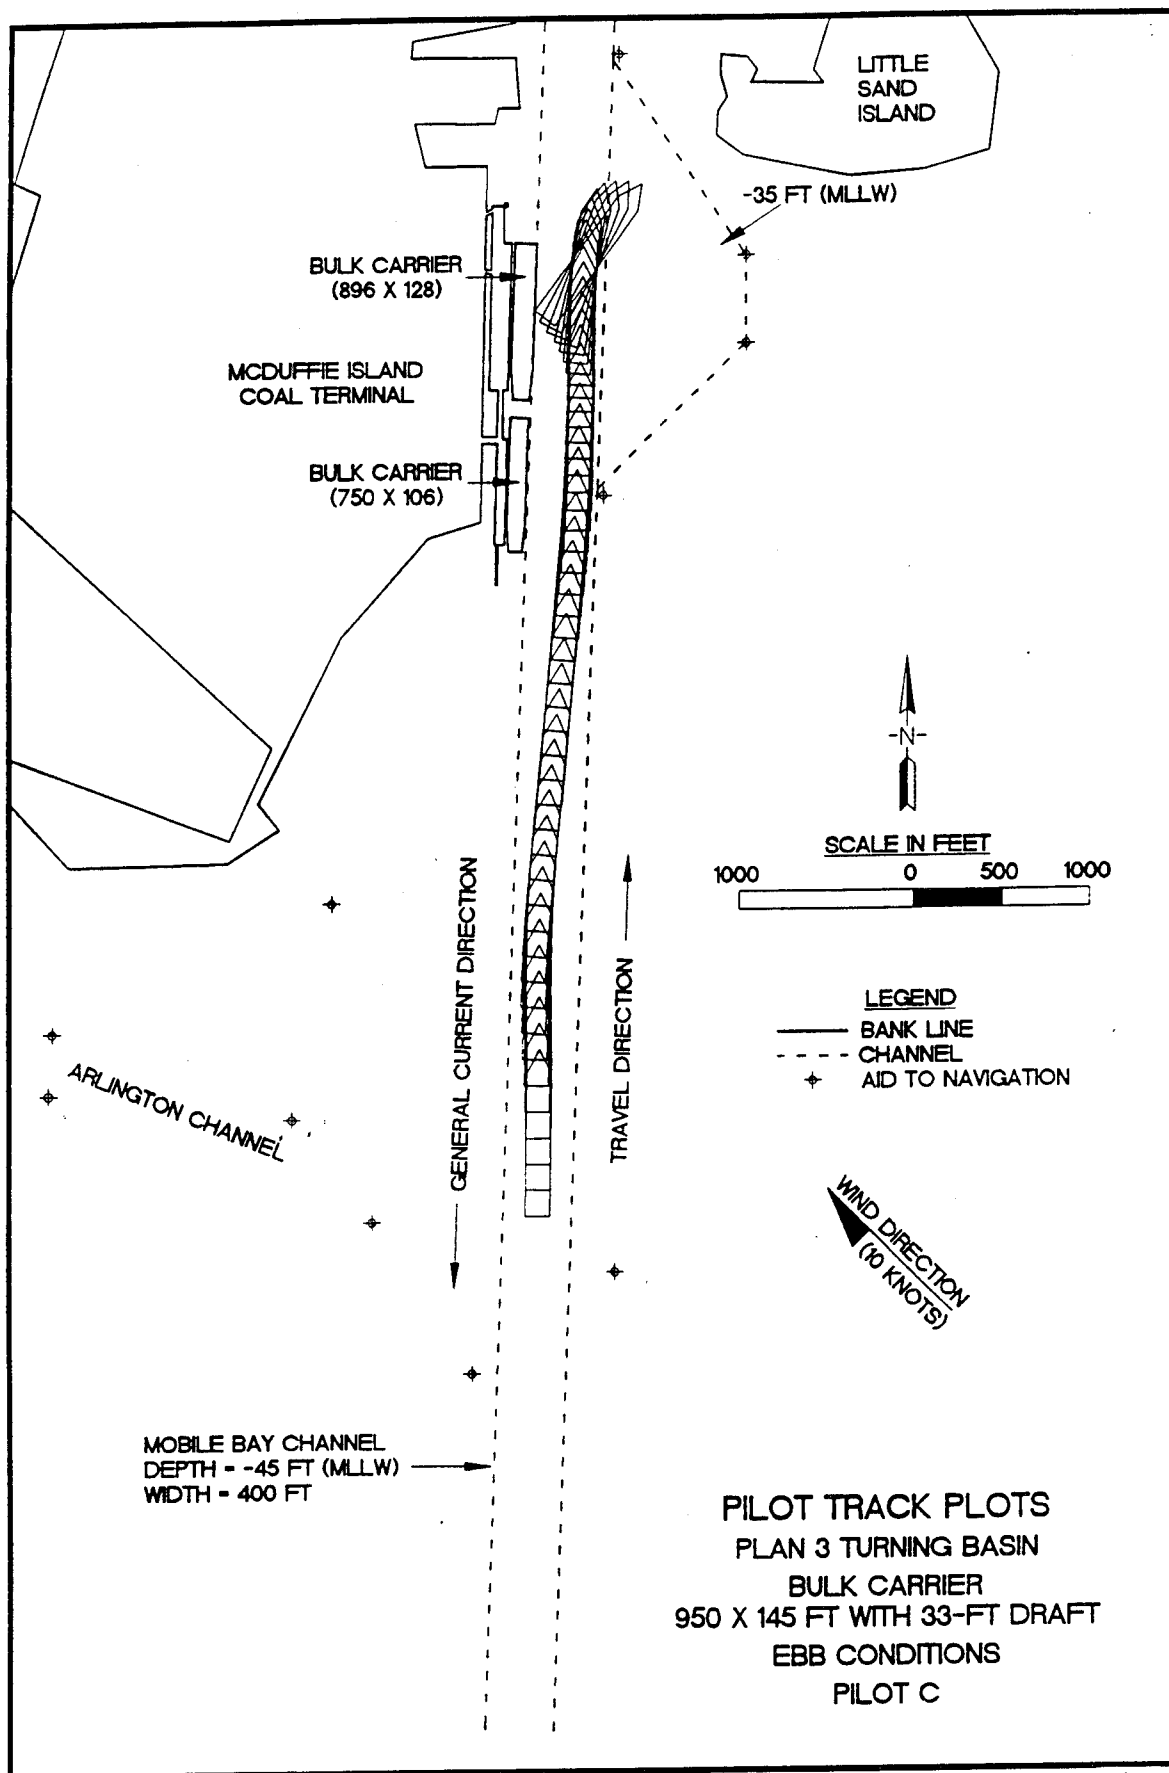 LITTLE
SAND
ISLAND
-35 FT (MLLW)
BULK CARRIER
(896 X 128)
MCDUFFIE ISLAND
COAL TERMINAL
BULK CARRIER
(750 X 106)
-N-
SCALE IN FEET
1000 0 500 1000
GENERAL CURRENT DIRECTION
TRAVEL DIRECTION
LEGEND
BANK LINE
CHANNEL
AID TO NAVIGATION
ARLINGTON CHANNEL
WIND DIRECTION
(10 KNOTS)
MOBILE BAY CHANNEL
DEPTH = -45 FT (MLLW)
WIDTH = 400 FT
PILOT TRACK PLOTS
PLAN 3 TURNING BASIN
BULK CARRIER
950 X 145 FT WITH 33-FT DRAFT
EBB CONDITIONS
PILOT C